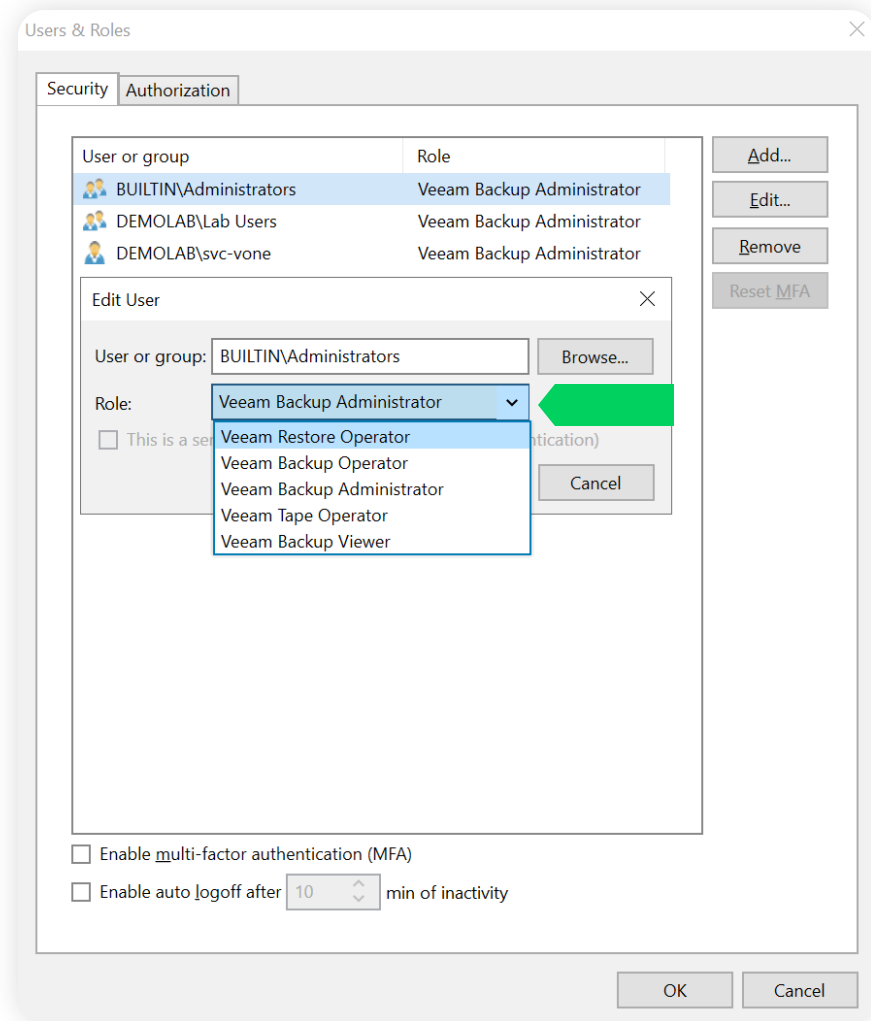 Users & Roles
Security Authorization
User or group Role
BUILTIN\Administrators Veeam Backup Administrator
DEMOLAB\Lab Users Veeam Backup Administrator
DEMOLAB\svc-vone Veeam Backup Administrator
Add...
Edit...
Remove
Reset MFA
Edit User
User or group: BUILTIN\Administrators Browse...
Role: Veeam Backup Administrator
This is a
Veeam Restore Operator
Veeam Backup Operator
Veeam Backup Administrator
Veeam Tape Operator
Veeam Backup Viewer
Cancel
Enable multi-factor authentication (MFA)
Enable auto logoff after 10 min of inactivity
OK Cancel